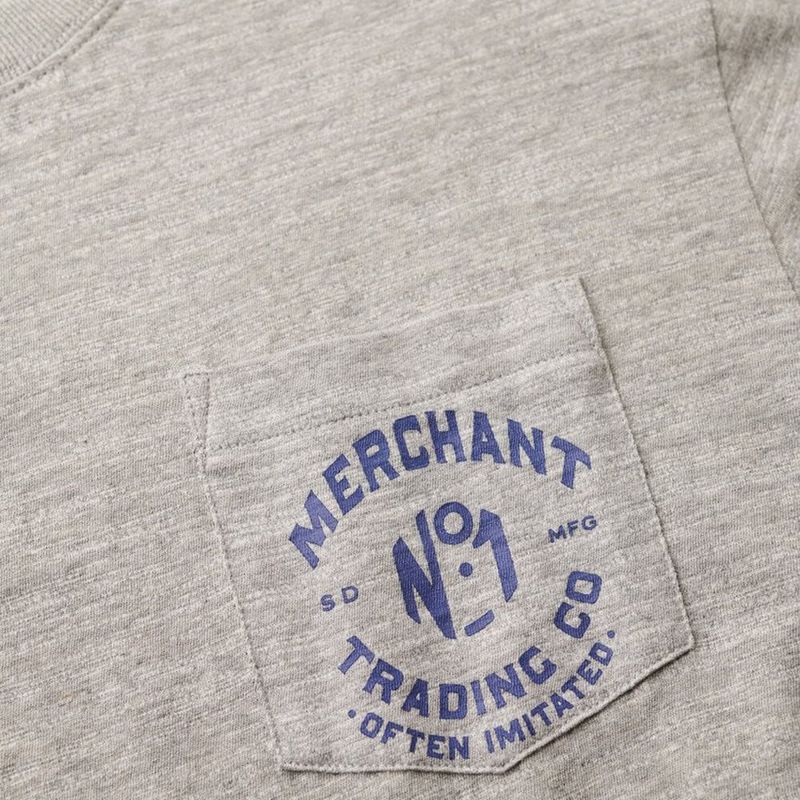 MERCHANT
SD
No1
MFG
TRADING CO
·OFTEN IMITATED·